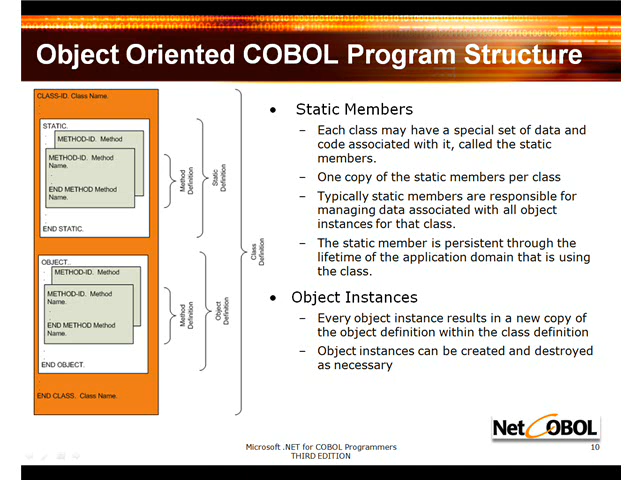 Object Oriented COBOL Program Structure
CLASS-ID. Class Name.
.
STATIC.
.
.
METHOD-ID. Method
METHOD-ID. Method
Name.
.
.
END METHOD Method
Name.
.
.
END STATIC.
OBJECT.
.
METHOD-ID. Method
METHOD-ID. Method
Name.
.
.
END METHOD Method
Name.
.
.
END OBJECT.
.
END CLASS. Class Name.
Method
Definition
Static
Definition
Class
Definition
Method
Definition
Object
Definition
• Static Members
– Each class may have a special set of data and
code associated with it, called the static
members.
– One copy of the static members per class
– Typically static members are responsible for
managing data associated with all object
instances for that class.
– The static member is persistent through the
lifetime of the application domain that is using
the class.
• Object Instances
– Every object instance results in a new copy of
the object definition within the class definition
– Object instances can be created and destroyed
as necessary
NetCOBOL
Microsoft .NET for COBOL Programmers
THIRD EDITION
10